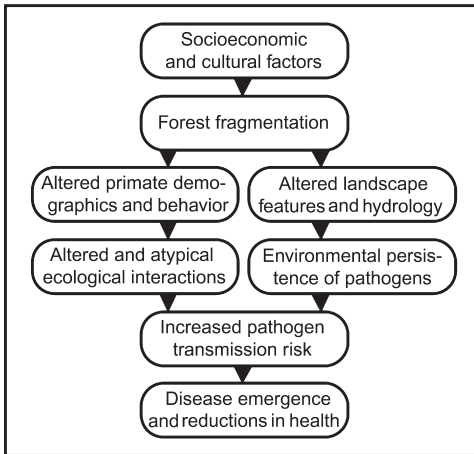 Socioeconomic
and cultural factors
Forest fragmentation
Altered primate demo-
graphics and behavior
Altered landscape
features and hydrology
Altered and atypical
ecological interactions
Environmental persis-
tence of pathogens
Increased pathogen
transmission risk
Disease emergence
and reductions in health